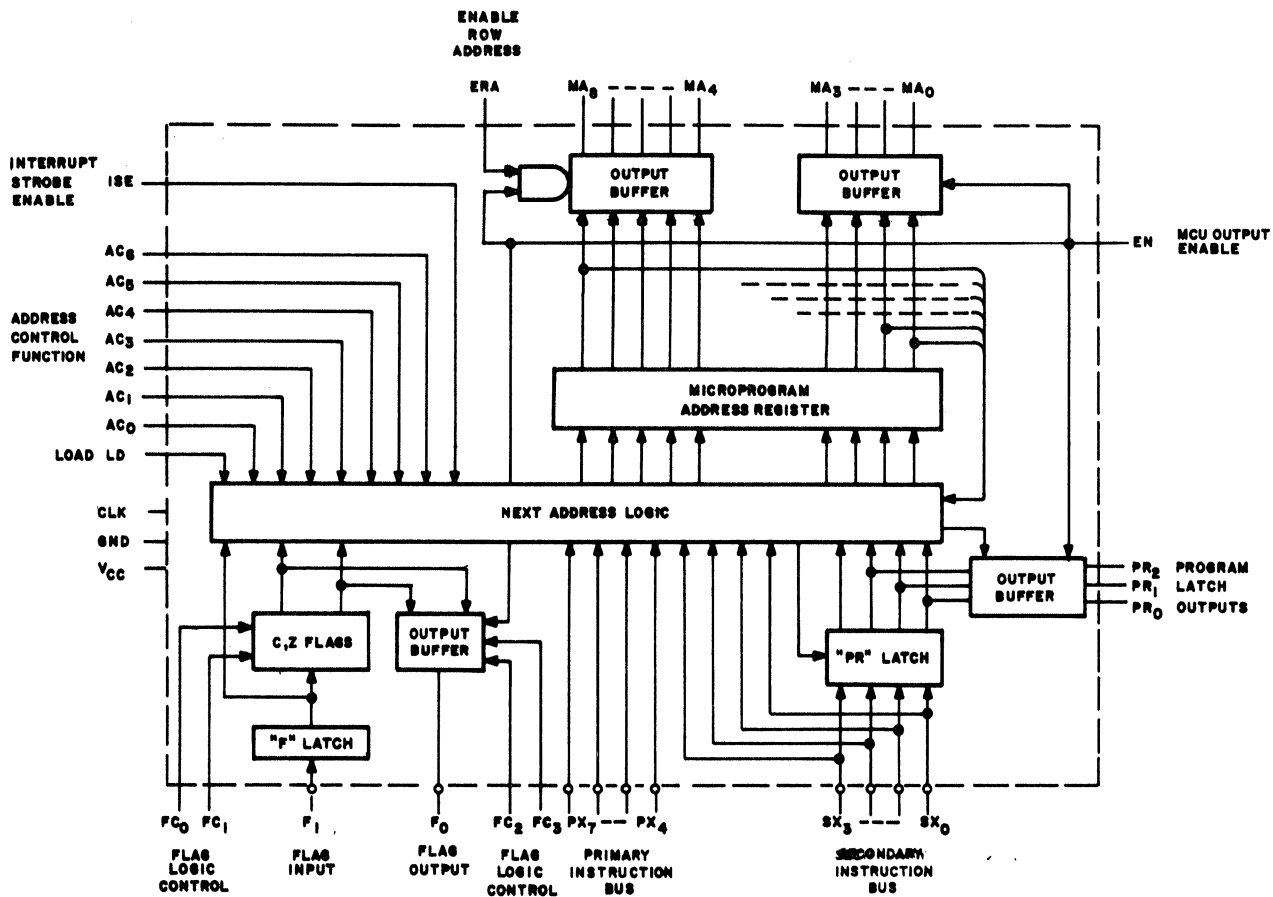 ENABLE
ROW
ADDRESS
ERA
MA8 ----- MA4
MA3 ---- MA0
INTERRUPT
STROBE
ENABLE
ISE
OUTPUT
BUFFER
OUTPUT
BUFFER
EN
MCU OUTPUT
ENABLE
AC6
AC5
AC4
AC3
AC2
AC1
AC0
ADDRESS
CONTROL
FUNCTION
MICROPROGRAM
ADDRESS REGISTER
LOAD LD
CLK
GND
VCC
NEXT ADDRESS LOGIC
OUTPUT
BUFFER
PR2 PROGRAM
PR1 LATCH
PR0 OUTPUTS
C,Z FLAGS
OUTPUT
BUFFER
"PR" LATCH
"F" LATCH
FC0 FC1
FLAG
LOGIC
CONTROL
FI
FLAG
INPUT
FO
FLAG
OUTPUT
FC2 FC3
FLAG
LOGIC
CONTROL
PX7 -- PX4
PRIMARY
INSTRUCTION
BUS
SX3 ---- SX0
SECONDARY
INSTRUCTION
BUS